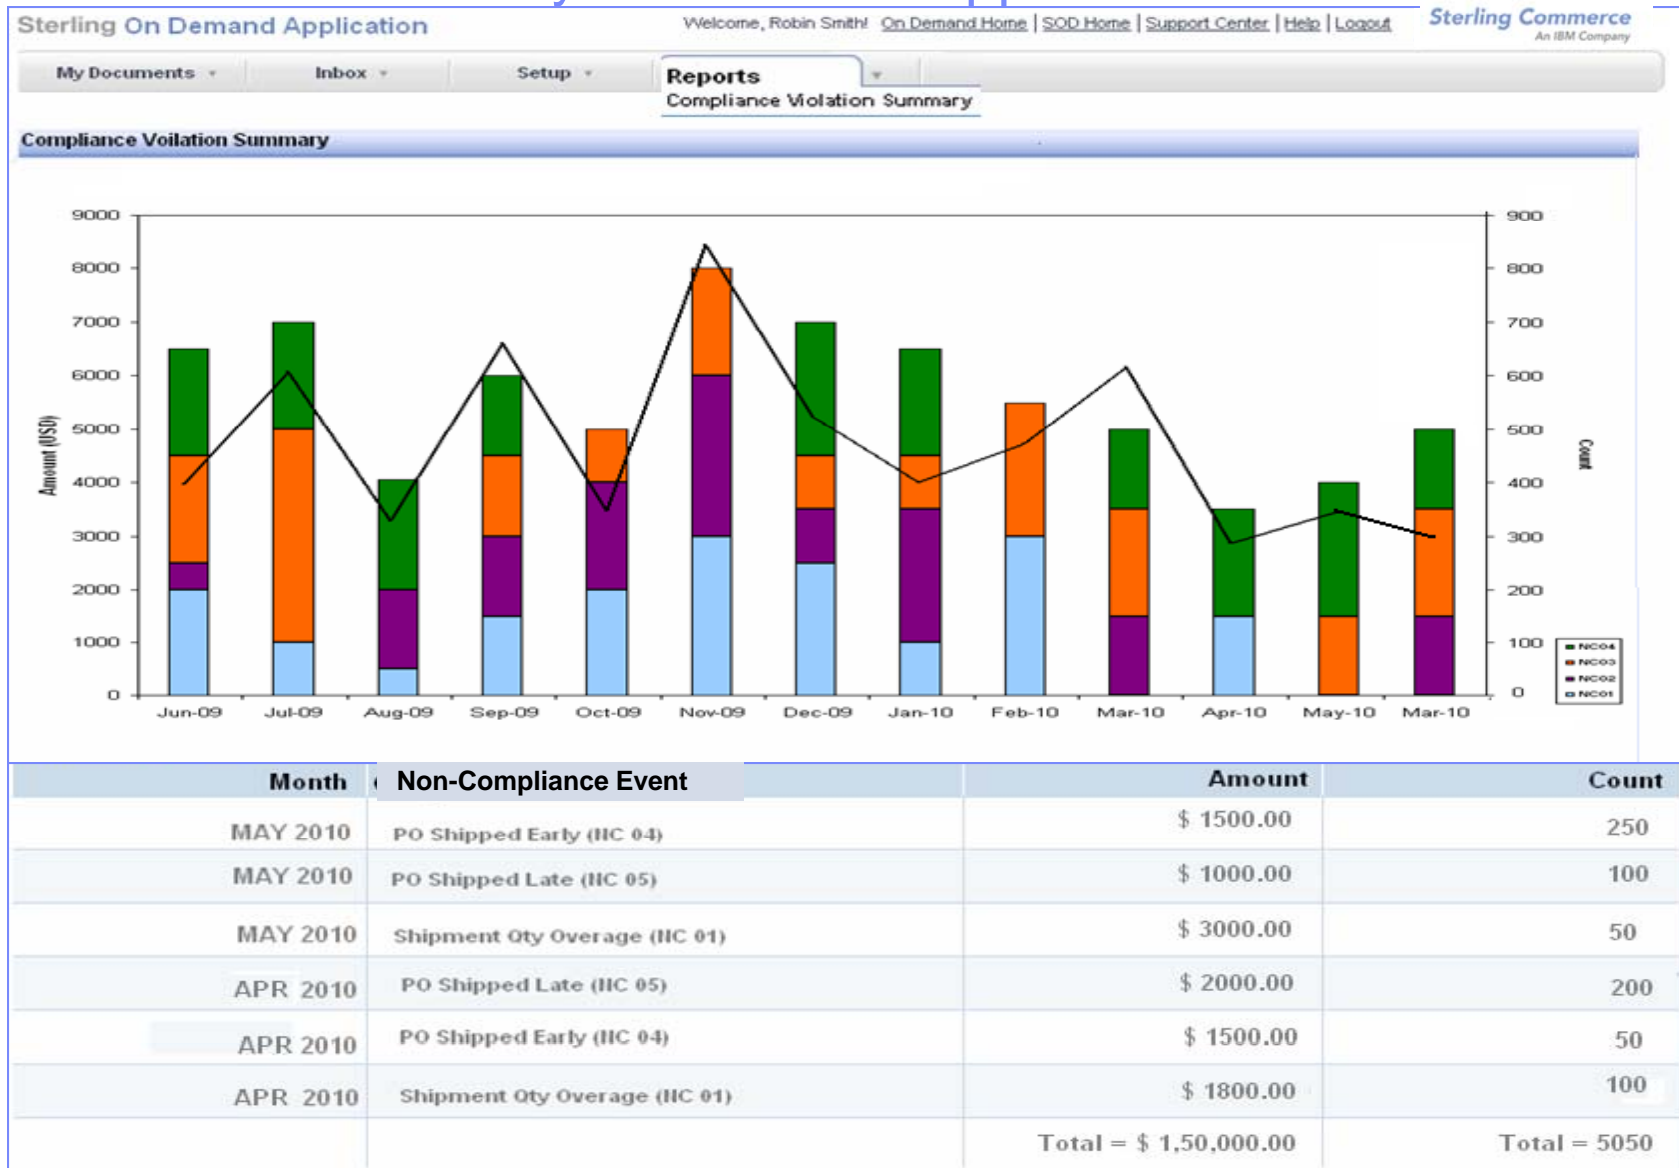 Sterling On Demand Application
Welcome, Robin Smith! On Demand Home | SOD Home | Support Center | Help | Logout
Sterling Commerce
An IBM Company
My Documents Inbox Setup Reports
Compliance Violation Summary
Compliance Voilation Summary
9000 900
8000 800
7000 700
6000 600
5000 500
4000 400
3000 300
2000 200
1000 100
0 0
Amount (USD)
Count
NC04
NC03
NC02
NC01
Jun-09 Jul-09 Aug-09 Sep-09 Oct-09 Nov-09 Dec-09 Jan-10 Feb-10 Mar-10 Apr-10 May-10 Mar-10
Month Non-Compliance Event Amount Count
MAY 2010 PO Shipped Early (NC 04) $ 1500.00 250
MAY 2010 PO Shipped Late (NC 05) $ 1000.00 100
MAY 2010 Shipment Qty Overage (NC 01) $ 3000.00 50
APR 2010 PO Shipped Late (NC 05) $ 2000.00 200
APR 2010 PO Shipped Early (NC 04) $ 1500.00 50
APR 2010 Shipment Qty Overage (NC 01) $ 1800.00 100
Total = $ 1,50,000.00 Total = 5050